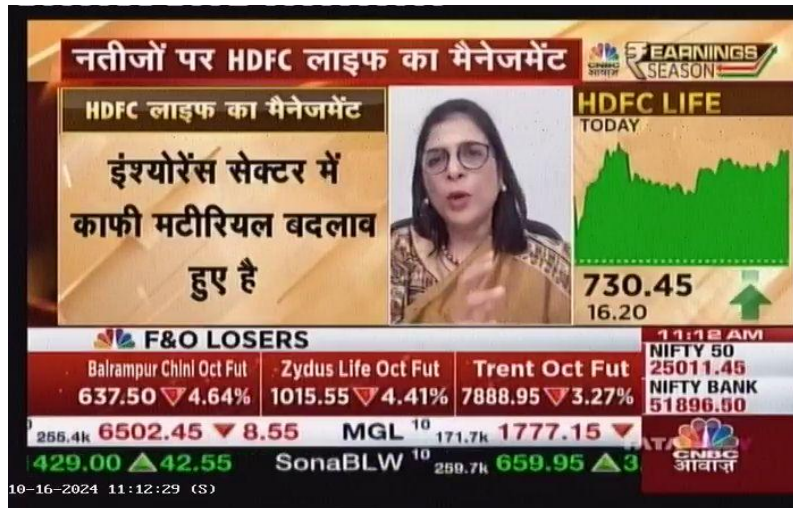 नतीजों पर HDFC लाइफ का मैनेजमेंट
CNBC
आवाज़
EARNINGS
SEASON
HDFC लाइफ का मैनेजमेंट
इंश्योरेंस सेक्टर में
काफी मटीरियल बदलाव
हुए है
HDFC LIFE
TODAY
730.45
16.20
F&O LOSERS
Balrampur Chini Oct Fut
637.50 4.64%
Zydus Life Oct Fut
1015.55 4.41%
Trent Oct Fut
7888.95 3.27%
11:12 AM
NIFTY 50
25011.45
NIFTY BANK
51896.50
255.4k 6502.45 ▼ 8.55 MGL 10 171.7k 1777.15 ▼
429.00 ▲ 42.55 SonaBLW 10 259.7k 659.95 ▲ 3
CNBC
आवाज़
10-16-2024 11:12:29 (S)